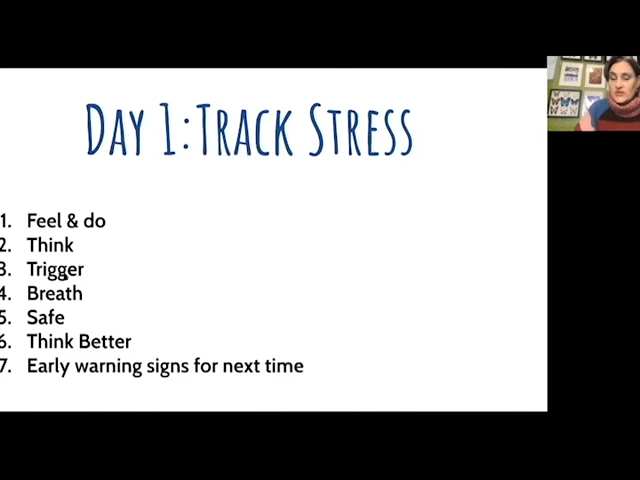 DAY 1: TRACK STRESS
1. Feel & do
2. Think
3. Trigger
4. Breath
5. Safe
6. Think Better
7. Early warning signs for next time